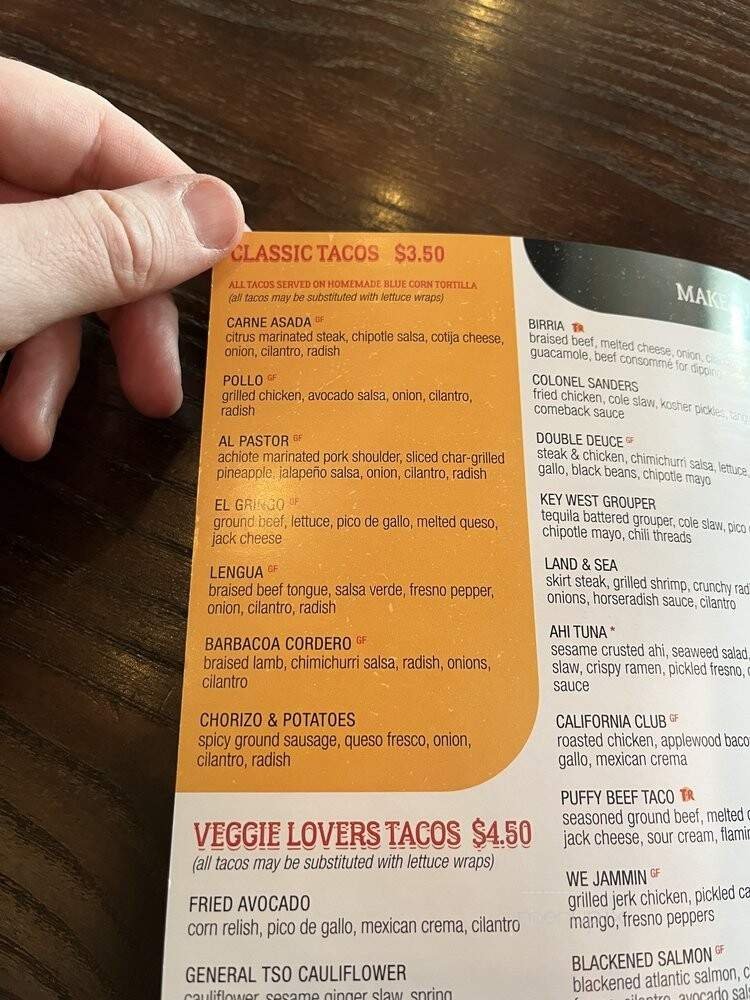 CLASSIC TACOS $3.50
ALL TACOS SERVED ON HOMEMADE BLUE CORN TORTILLA
(all tacos may be substituted with lettuce wraps)
CARNE ASADA GF
citrus marinated steak, chipotle salsa, cotija cheese,
onion, cilantro, radish
POLLO GF
grilled chicken, avocado salsa, onion, cilantro,
radish
AL PASTOR GF
achiote marinated pork shoulder, sliced char-grilled
pineapple, jalapeño salsa, onion, cilantro, radish
EL GRINGO GF
ground beef, lettuce, pico de gallo, melted queso,
jack cheese
LENGUA GF
braised beef tongue, salsa verde, fresno pepper,
onion, cilantro, radish
BARBACOA CORDERO GF
braised lamb, chimichurri salsa, radish, onions,
cilantro
CHORIZO & POTATOES
spicy ground sausage, queso fresco, onion,
cilantro, radish
VEGGIE LOVERS TACOS $4.50
(all tacos may be substituted with lettuce wraps)
FRIED AVOCADO
corn relish, pico de gallo, mexican crema, cilantro
GENERAL TSO CAULIFLOWER
cauliflower, sesame ginger slaw, spring
MAKE
BIRRIA TR
braised beef, melted cheese, onion,
guacamole, beef consommé for dipping
COLONEL SANDERS
fried chicken, cole slaw, kosher pickles,
comeback sauce
DOUBLE DEUCE GF
steak & chicken, chimichurri salsa, lettuce,
gallo, black beans, chipotle mayo
KEY WEST GROUPER
tequila battered grouper, cole slaw, pico
chipotle mayo, chili threads
LAND & SEA
skirt steak, grilled shrimp, crunchy
onions, horseradish sauce, cilantro
AHI TUNA *
sesame crusted ahi, seaweed salad,
slaw, crispy ramen, pickled fresno,
sauce
CALIFORNIA CLUB GF
roasted chicken, applewood
gallo, mexican crema
PUFFY BEEF TACO TR
seasoned ground beef, melted
jack cheese, sour cream,
WE JAMMIN GF
grilled jerk chicken, pickled
mango, fresno peppers
BLACKENED SALMON GF
blackened atlantic salmon,
avocado